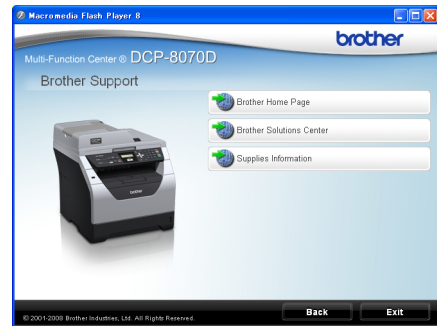 Macromedia Flash Player 8
brother
Multi-Function Center ® DCP-8070D
Brother Support
Brother Home Page
Brother Solutions Center
Supplies Information
brother
© 2001-2008 Brother Industries, Ltd. All Rights Reserved.
Back
Exit